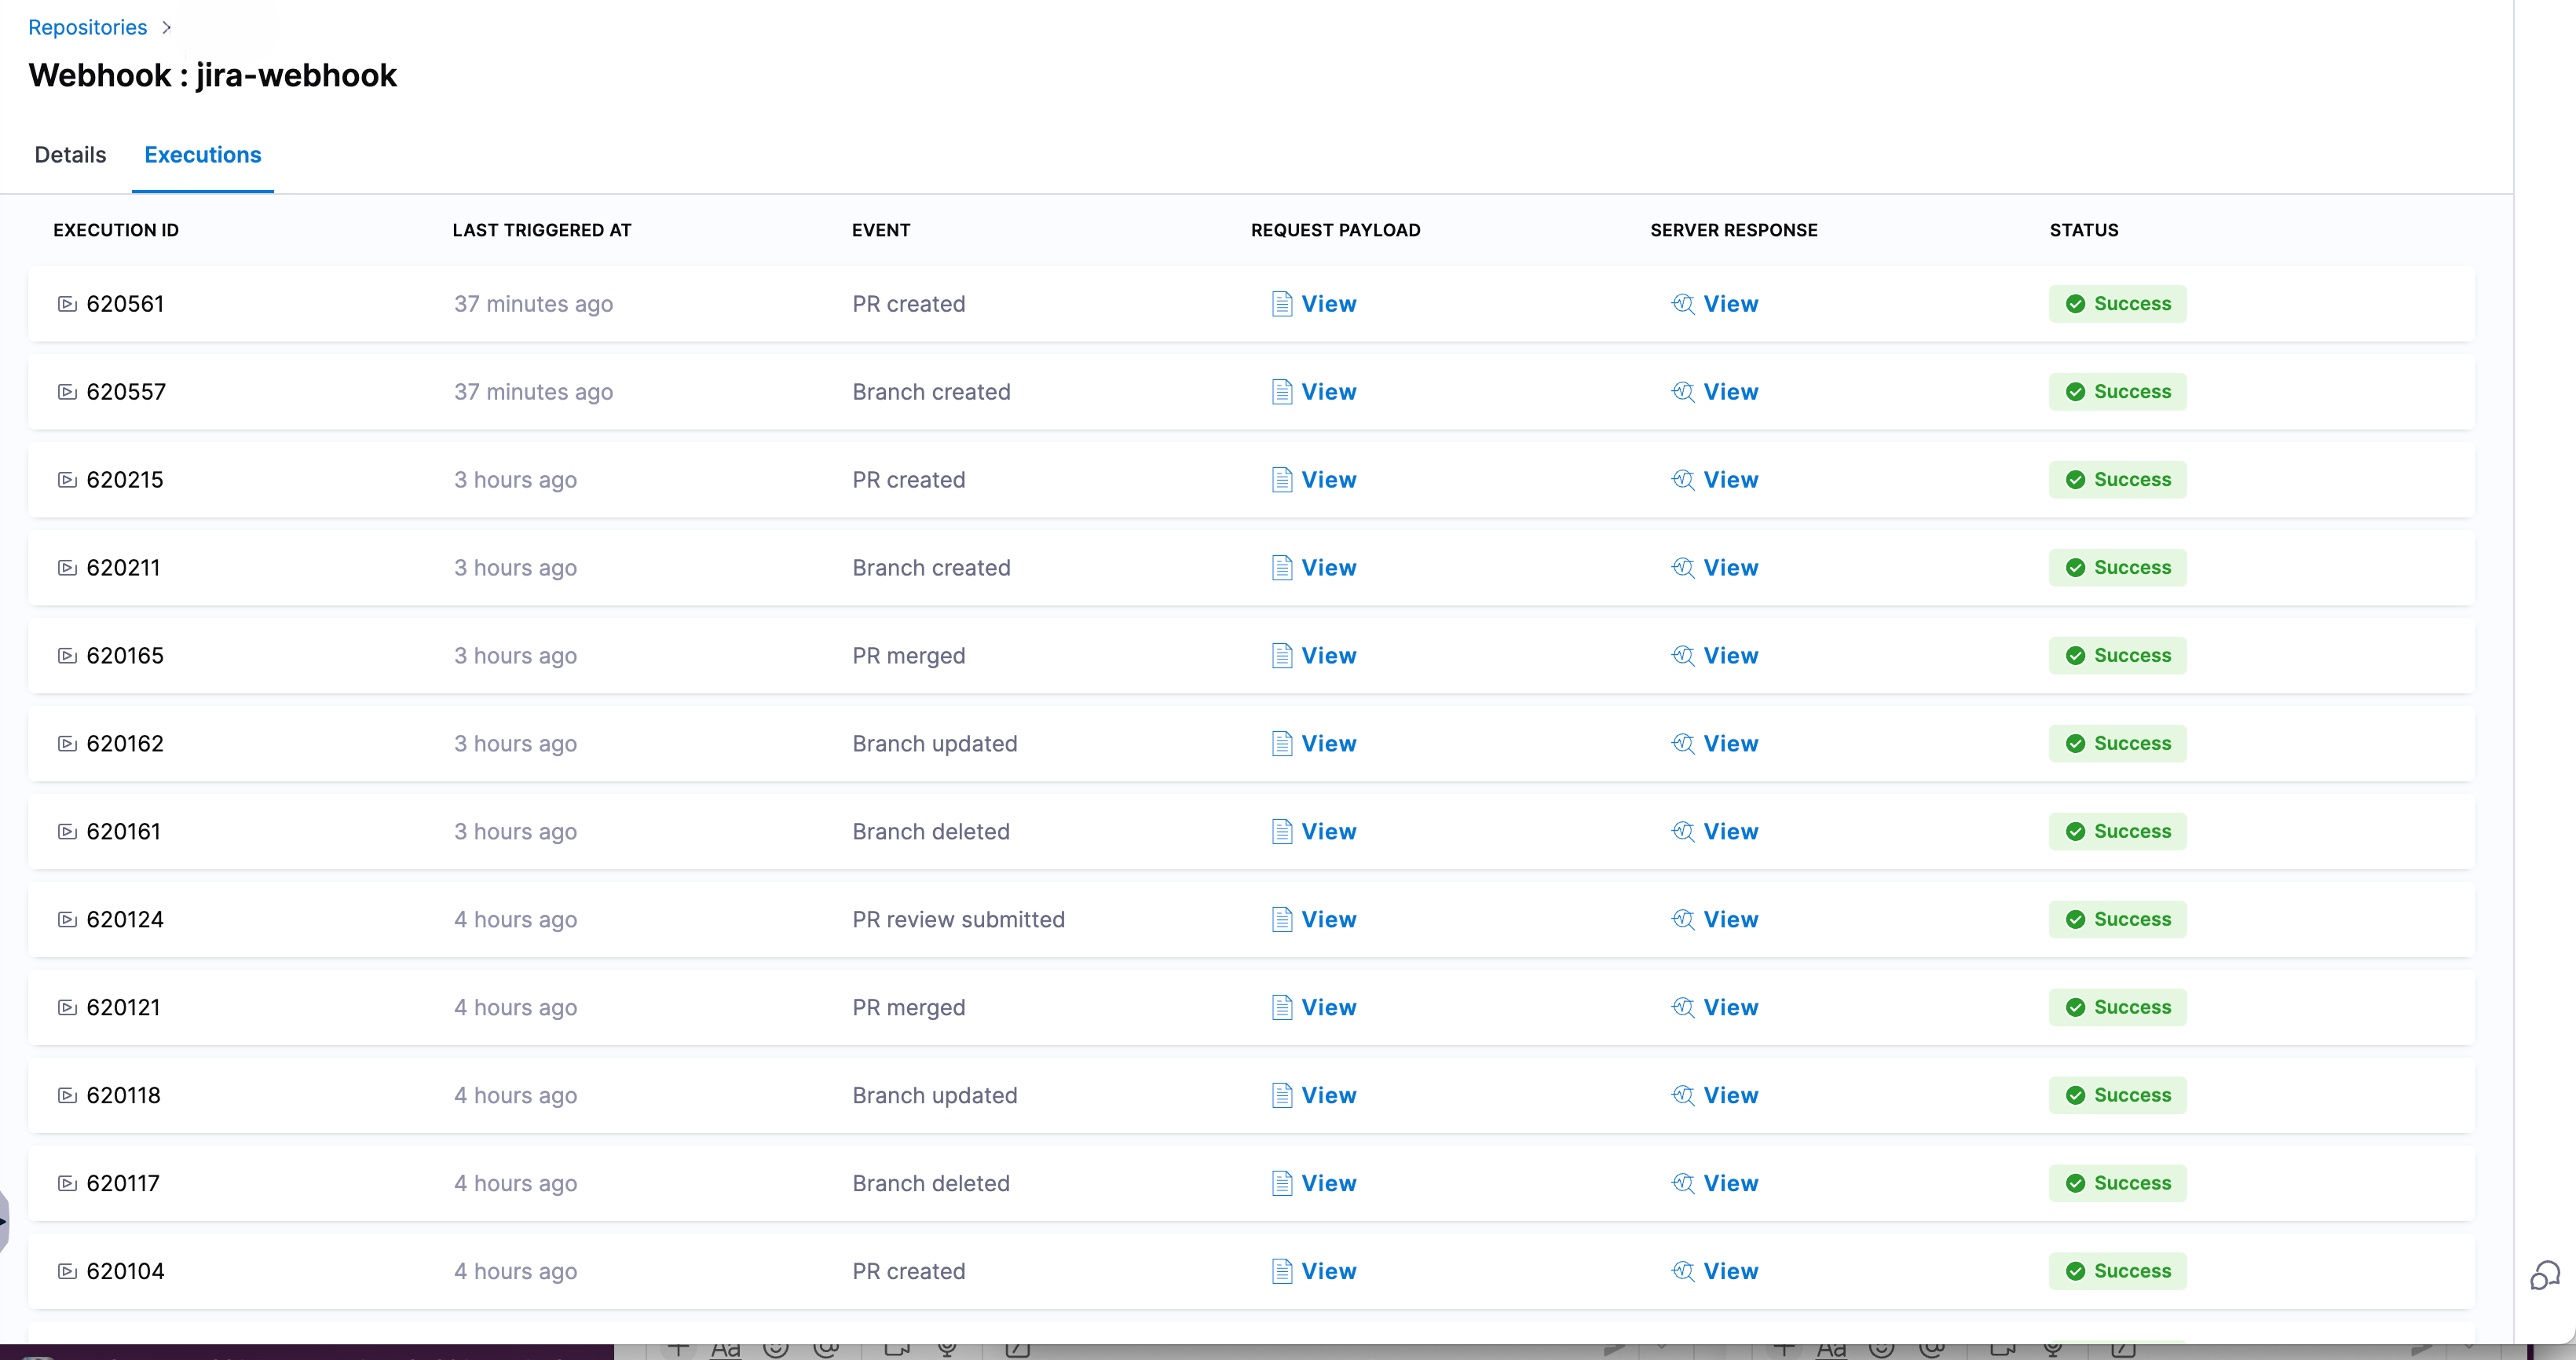 Repositories >
Webhook : jira-webhook
Details Executions
EXECUTION ID LAST TRIGGERED AT EVENT REQUEST PAYLOAD SERVER RESPONSE STATUS
620561 37 minutes ago PR created View View Success
620557 37 minutes ago Branch created View View Success
620215 3 hours ago PR created View View Success
620211 3 hours ago Branch created View View Success
620165 3 hours ago PR merged View View Success
620162 3 hours ago Branch updated View View Success
620161 3 hours ago Branch deleted View View Success
620124 4 hours ago PR review submitted View View Success
620121 4 hours ago PR merged View View Success
620118 4 hours ago Branch updated View View Success
620117 4 hours ago Branch deleted View View Success
620104 4 hours ago PR created View View Success
Aa @ Aa @